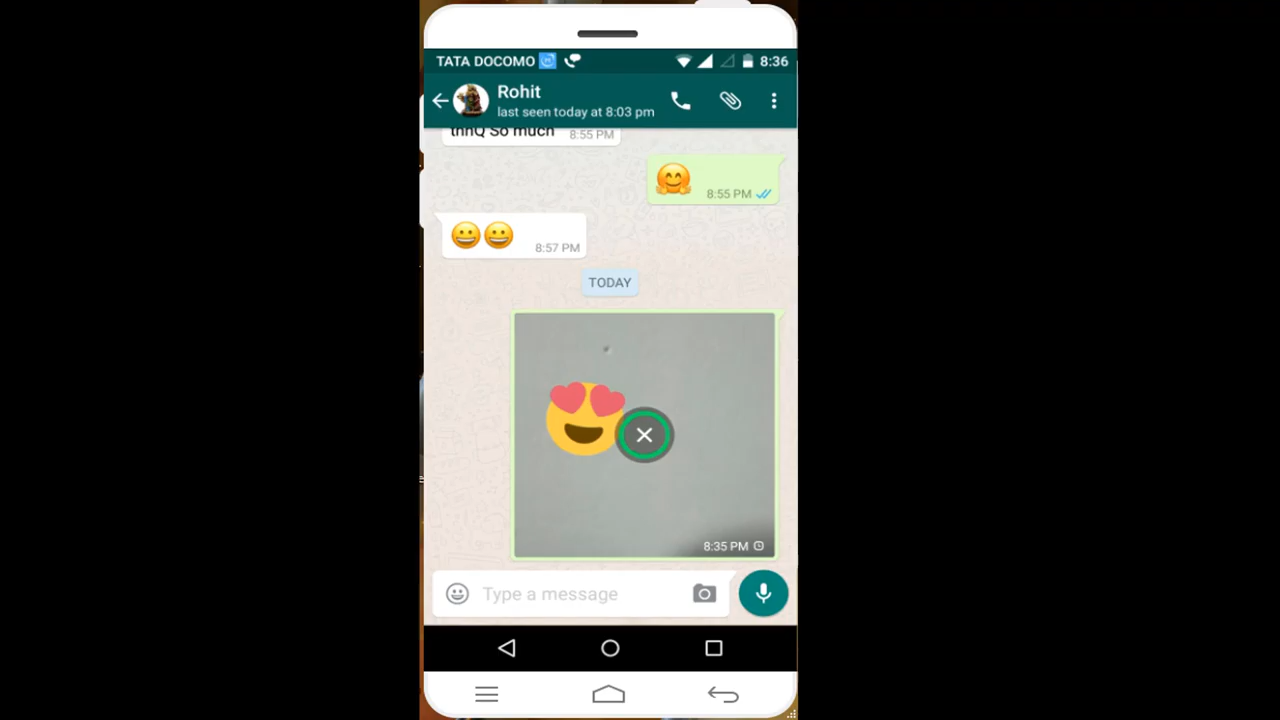 TATA DOCOMO 8:36
Rohit
last seen today at 8:03 pm
thnQ So much 8:55 PM
8:55 PM
8:57 PM
TODAY
8:35 PM
Type a message